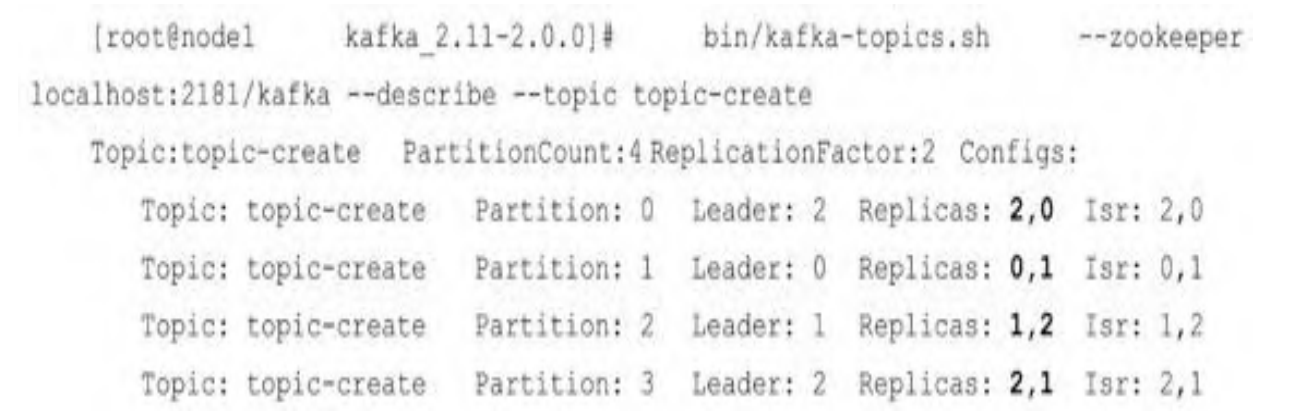 [root@node1 kafka_2.11-2.0.0]# bin/kafka-topics.sh --zookeeper
localhost:2181/kafka --describe --topic topic-create
Topic:topic-create PartitionCount:4 ReplicationFactor:2 Configs:
Topic: topic-create Partition: 0 Leader: 2 Replicas: 2,0 Isr: 2,0
Topic: topic-create Partition: 1 Leader: 0 Replicas: 0,1 Isr: 0,1
Topic: topic-create Partition: 2 Leader: 1 Replicas: 1,2 Isr: 1,2
Topic: topic-create Partition: 3 Leader: 2 Replicas: 2,1 Isr: 2,1